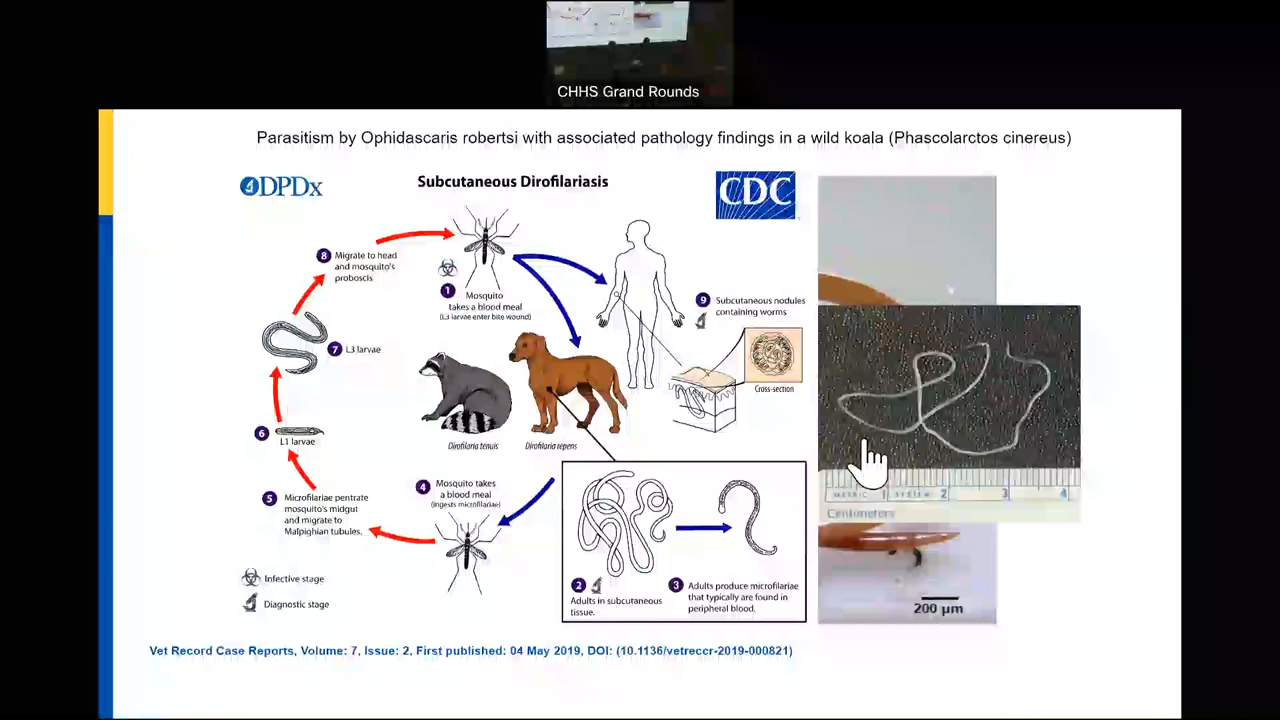 CHHS Grand Rounds
Parasitism by Ophidascaris robertsi with associated pathology findings in a wild koala (Phascolarctos cinereus)
DPDx
Subcutaneous Dirofilariasis
CDC
8 Migrate to head
and mosquito's
proboscis
1 Mosquito
takes a blood meal
(L3 larvae enter bite wound)
9 Subcutaneous nodules
containing worms
7 L3 larvae
Cross-section
6
L1 larvae
Dirofilaria tenuis
Dirofilaria repens
4 Mosquito takes
a blood meal
(ingests microfilariae)
5 Microfilariae pentrate
mosquito's midgut
and migrate to
Malpighian tubules.
METRIC 1 SYSTEM 2 3 4
Centimeters
2
Adults in subcutaneous
tissue.
3 Adults produce microfilariae
that typically are found in
peripheral blood.
Infective stage
Diagnostic stage
200 µm
Vet Record Case Reports, Volume: 7, Issue: 2, First published: 04 May 2019, DOI: (10.1136/vetreccr-2019-000821)